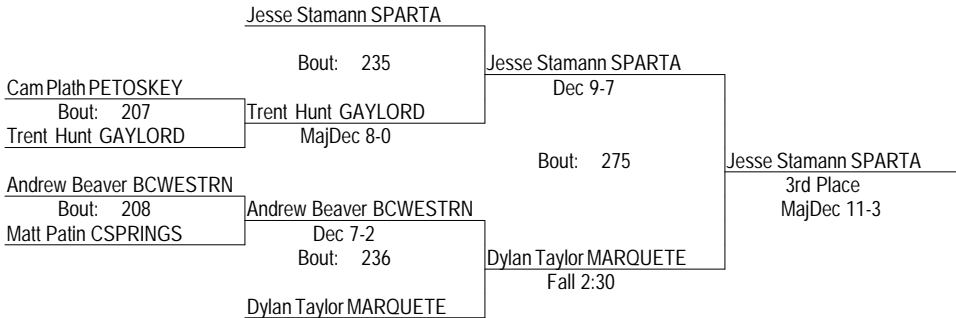 Jesse Stamann SPARTA
Bout: 235
Jesse Stamann SPARTA
Cam Plath PETOSKEY
Dec 9-7
Bout: 207
Trent Hunt GAYLORD
Trent Hunt GAYLORD
MajDec 8-0
Bout: 275
Jesse Stamann SPARTA
Andrew Beaver BCWESTRN
3rd Place
Bout: 208
Andrew Beaver BCWESTRN
MajDec 11-3
Matt Patin CSPRINGS
Dec 7-2
Bout: 236
Dylan Taylor MARQUETE
Fall 2:30
Dylan Taylor MARQUETE